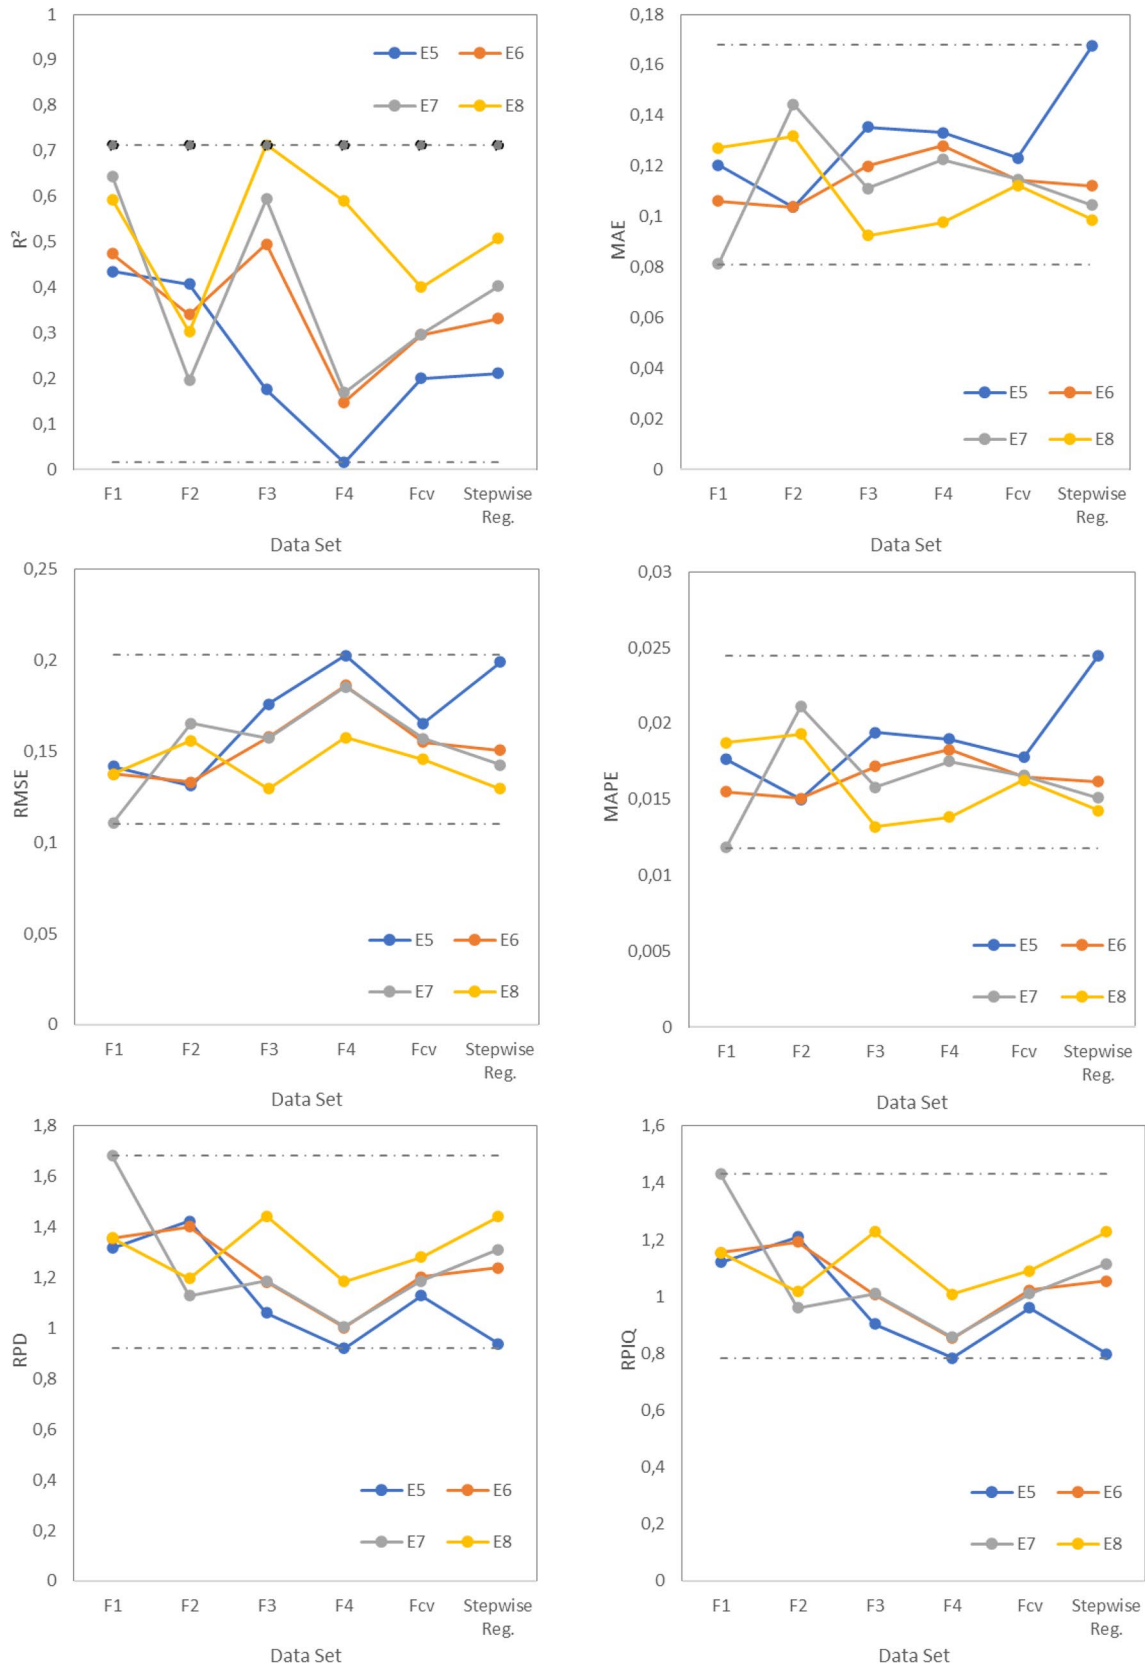 1
0,9
0,8
0,7
0,6
0,5
0,4
0,3
0,2
0,1
0
R²
E5 E6
E7 E8
F1 F2 F3 F4 Fcv Stepwise
Reg.
Data Set
0,18
0,16
0,14
0,12
0,1
0,08
0,06
0,04
0,02
0
MAE
E5 E6
E7 E8
F1 F2 F3 F4 Fcv Stepwise
Reg.
Data Set
0,25
0,2
0,15
0,1
0,05
0
RMSE
E5 E6
E7 E8
F1 F2 F3 F4 Fcv Stepwise
Reg.
Data Set
0,03
0,025
0,02
0,015
0,01
0,005
0
MAPE
E5 E6
E7 E8
F1 F2 F3 F4 Fcv Stepwise
Reg.
Data Set
1,8
1,6
1,4
1,2
1
0,8
0,6
0,4
0,2
0
RPD
E5 E6
E7 E8
F1 F2 F3 F4 Fcv Stepwise
Reg.
Data Set
1,6
1,4
1,2
1
0,8
0,6
0,4
0,2
0
RPIQ
E5 E6
E7 E8
F1 F2 F3 F4 Fcv Stepwise
Reg.
Data Set